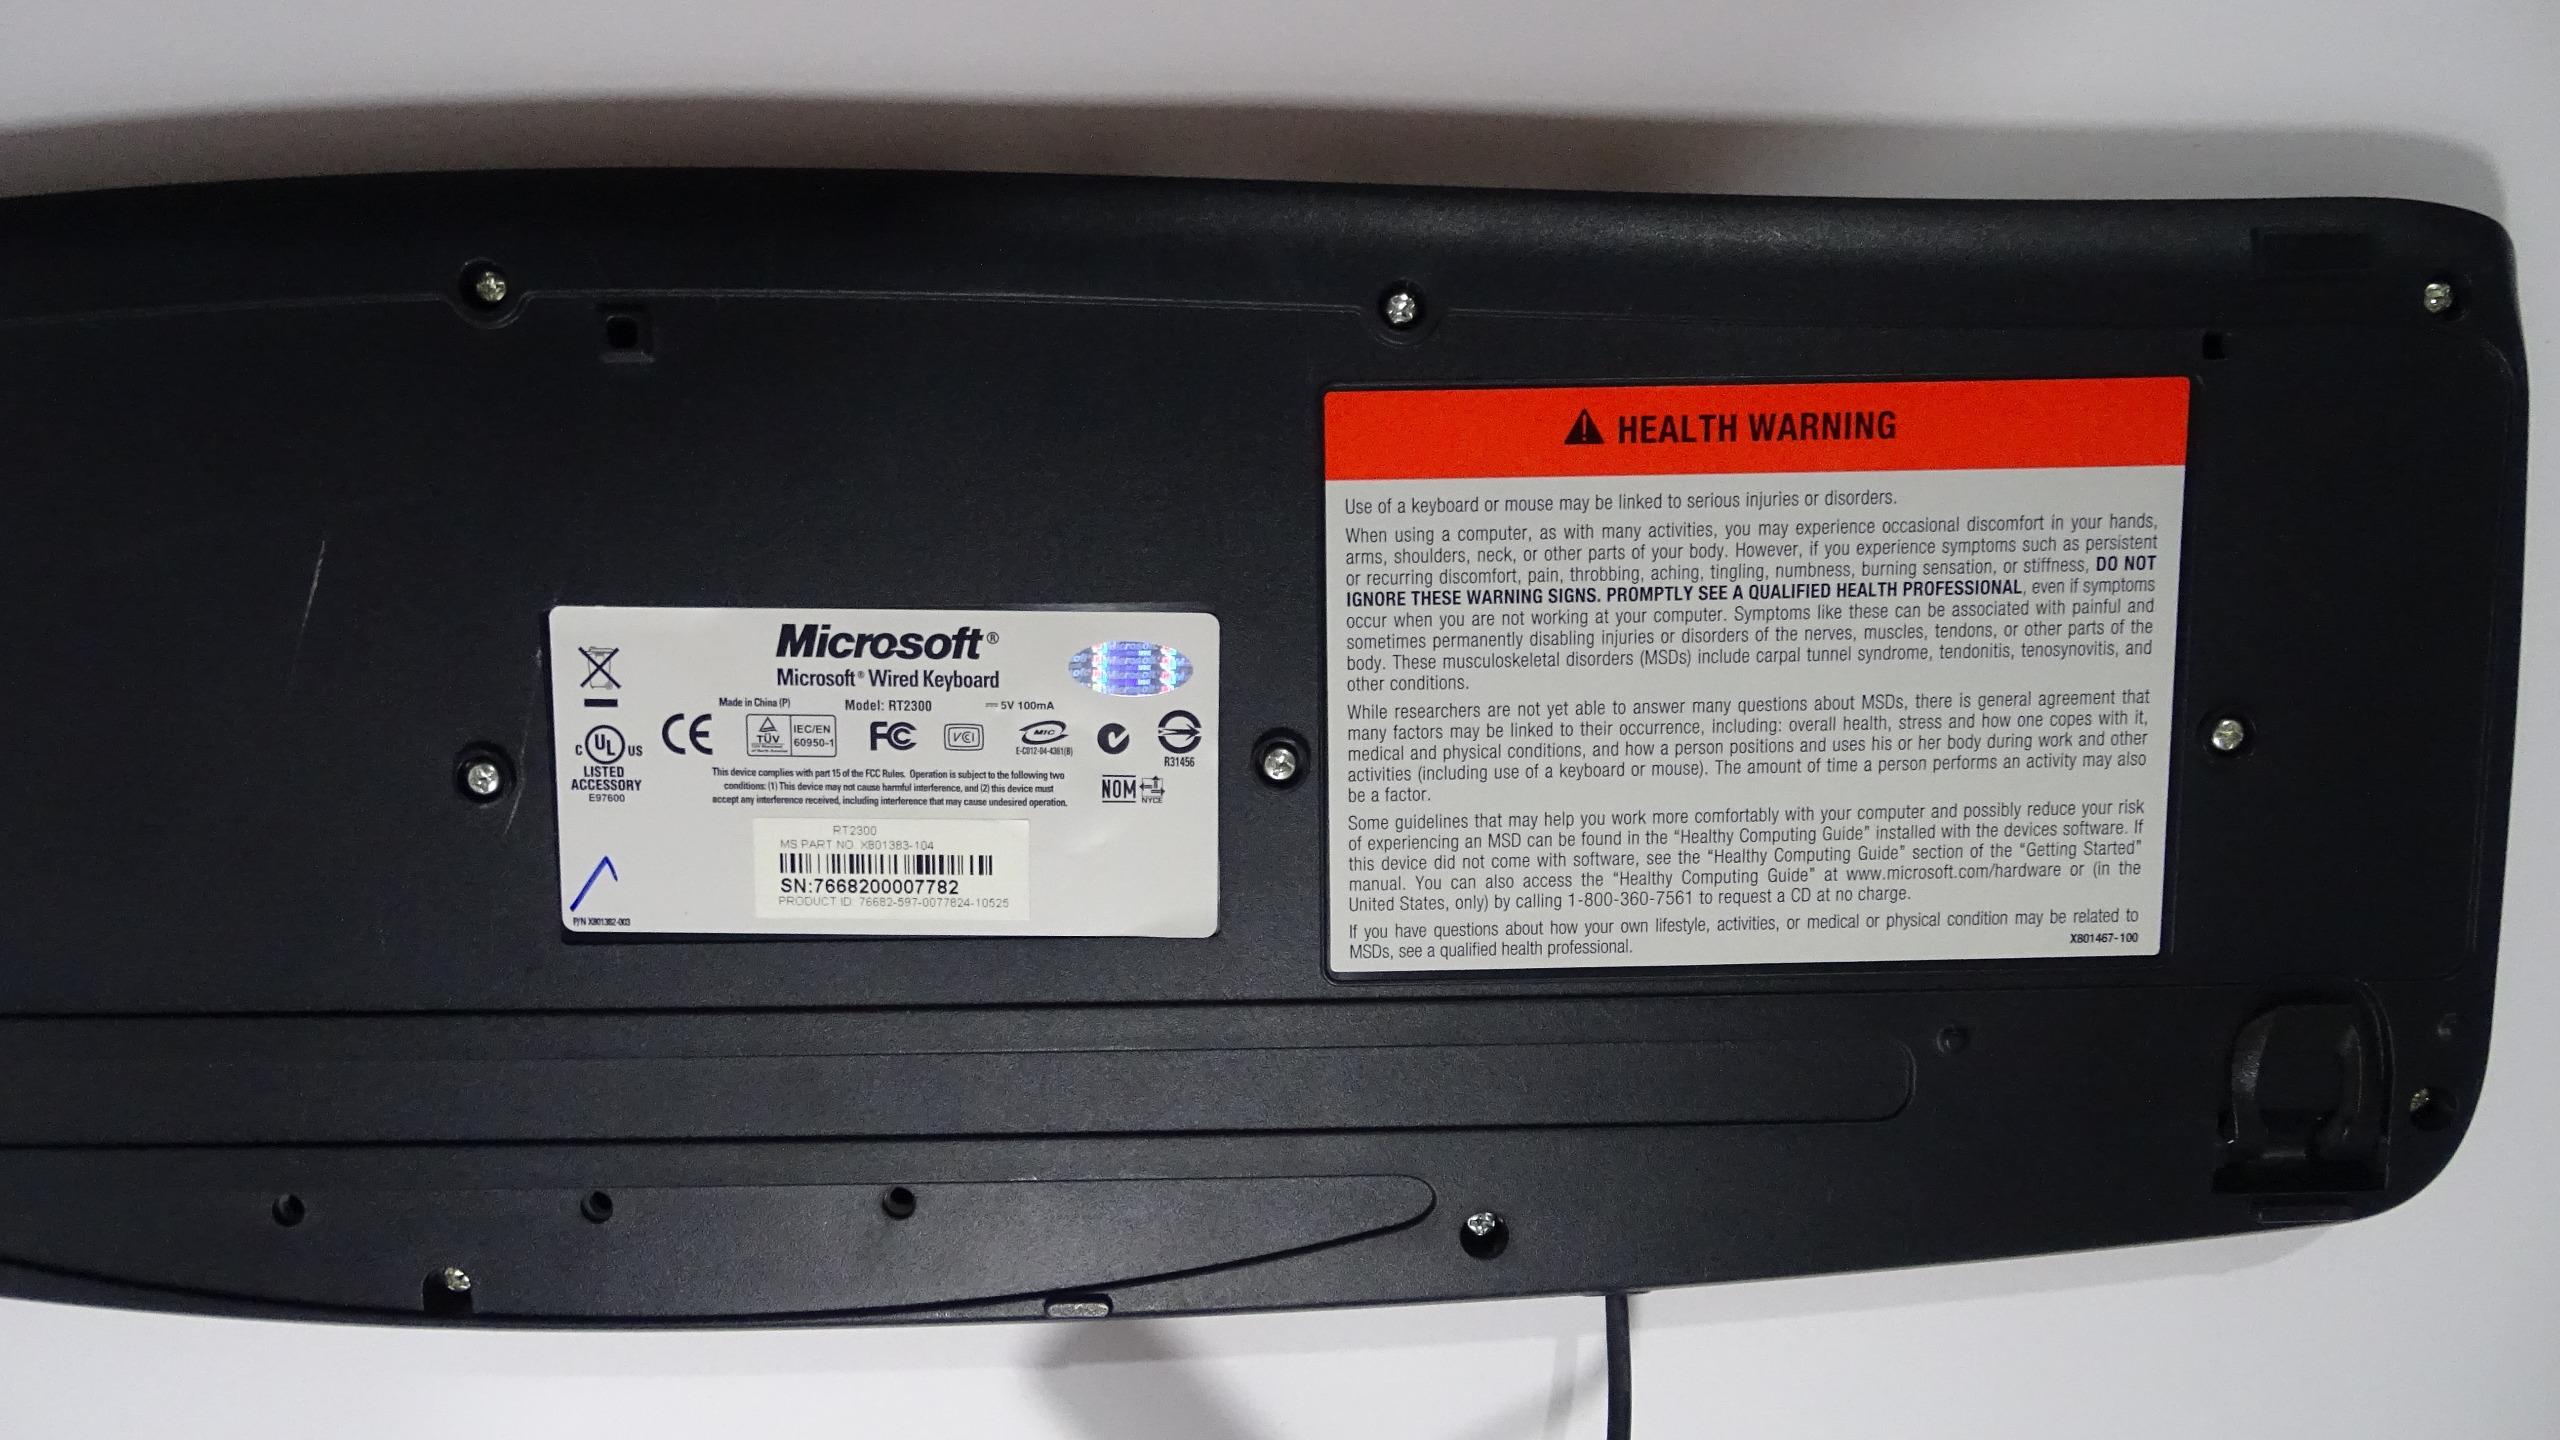 Microsoft®
Microsoft® Wired Keyboard
Made in China (P)
Model: RT2300
5V 100mA
C UL US
LISTED
ACCESSORY
E97600
CE
TÜV
IEC/EN
60950-1
FC
VCI
MIC
E-C012-04-4361(B)
R31456
This device complies with part 15 of the FCC Rules. Operation is subject to the following two
conditions: (1) This device may not cause harmful interference, and (2) this device must
accept any interference received, including interference that may cause undesired operation.
NOM
NYCE
RT2300
MS PART NO. X801383-104
SN:7668200007782
PRODUCT ID: 76682-597-0077824-10525
P/N X801382-003
HEALTH WARNING
Use of a keyboard or mouse may be linked to serious injuries or disorders.
When using a computer, as with many activities, you may experience occasional discomfort in your hands,
arms, shoulders, neck, or other parts of your body. However, if you experience symptoms such as persistent
or recurring discomfort, pain, throbbing, aching, tingling, numbness, burning sensation, or stiffness, DO NOT
IGNORE THESE WARNING SIGNS. PROMPTLY SEE A QUALIFIED HEALTH PROFESSIONAL, even if symptoms
occur when you are not working at your computer. Symptoms like these can be associated with painful and
sometimes permanently disabling injuries or disorders of the nerves, muscles, tendons, or other parts of the
body. These musculoskeletal disorders (MSDs) include carpal tunnel syndrome, tendonitis, tenosynovitis, and
other conditions.
While researchers are not yet able to answer many questions about MSDs, there is general agreement that
many factors may be linked to their occurrence, including: overall health, stress and how one copes with it,
medical and physical conditions, and how a person positions and uses his or her body during work and other
activities (including use of a keyboard or mouse). The amount of time a person performs an activity may also
be a factor.
Some guidelines that may help you work more comfortably with your computer and possibly reduce your risk
of experiencing an MSD can be found in the “Healthy Computing Guide” installed with the devices software. If
this device did not come with software, see the “Healthy Computing Guide” section of the “Getting Started”
manual. You can also access the “Healthy Computing Guide” at www.microsoft.com/hardware or (in the
United States, only) by calling 1-800-360-7561 to request a CD at no charge.
If you have questions about how your own lifestyle, activities, or medical or physical condition may be related to
MSDs, see a qualified health professional.
X801467-100